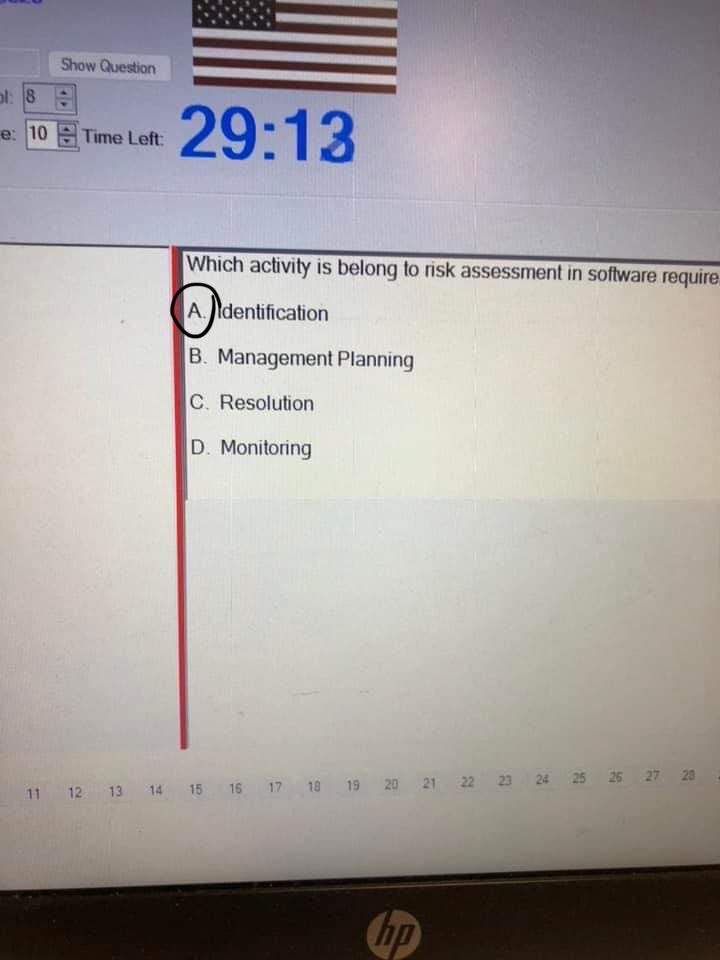 Show Question
8
10 Time Left: 29:13
Which activity is belong to risk assessment in software require
A. Identification
B. Management Planning
C. Resolution
D. Monitoring
11 12 13 14 15 16 17 18 19 20 21 22 23 24 25 26 27 28
hp